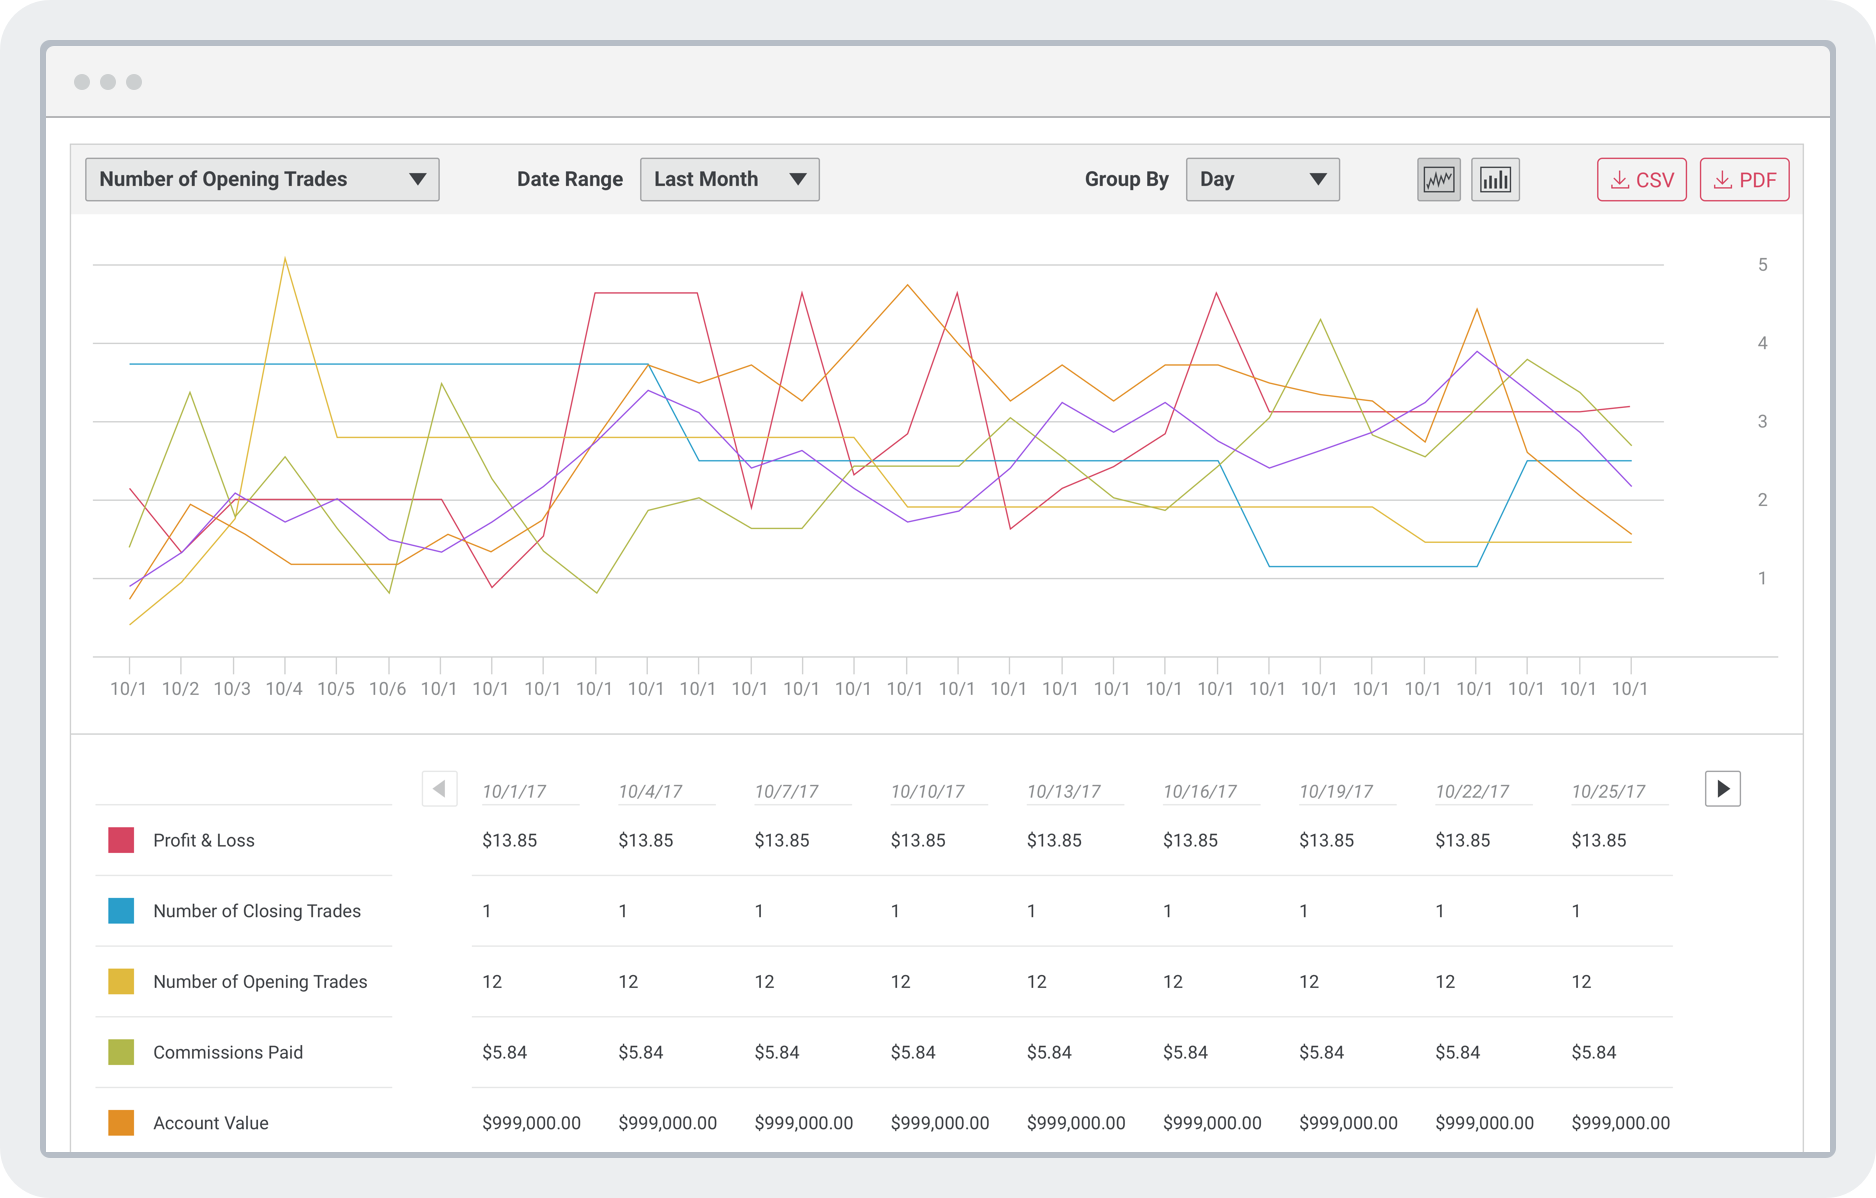 Number of Opening Trades Date Range Last Month Group By Day CSV PDF
5
4
3
2
1
10/1 10/2 10/3 10/4 10/5 10/6 10/1 10/1 10/1 10/1 10/1 10/1 10/1 10/1 10/1 10/1 10/1 10/1 10/1 10/1 10/1 10/1 10/1 10/1 10/1 10/1 10/1 10/1 10/1 10/1
10/1/17 10/4/17 10/7/17 10/10/17 10/13/17 10/16/17 10/19/17 10/22/17 10/25/17
Profit & Loss $13.85 $13.85 $13.85 $13.85 $13.85 $13.85 $13.85 $13.85 $13.85
Number of Closing Trades 1 1 1 1 1 1 1 1 1
Number of Opening Trades 12 12 12 12 12 12 12 12 12
Commissions Paid $5.84 $5.84 $5.84 $5.84 $5.84 $5.84 $5.84 $5.84 $5.84
Account Value $999,000.00 $999,000.00 $999,000.00 $999,000.00 $999,000.00 $999,000.00 $999,000.00 $999,000.00 $999,000.00